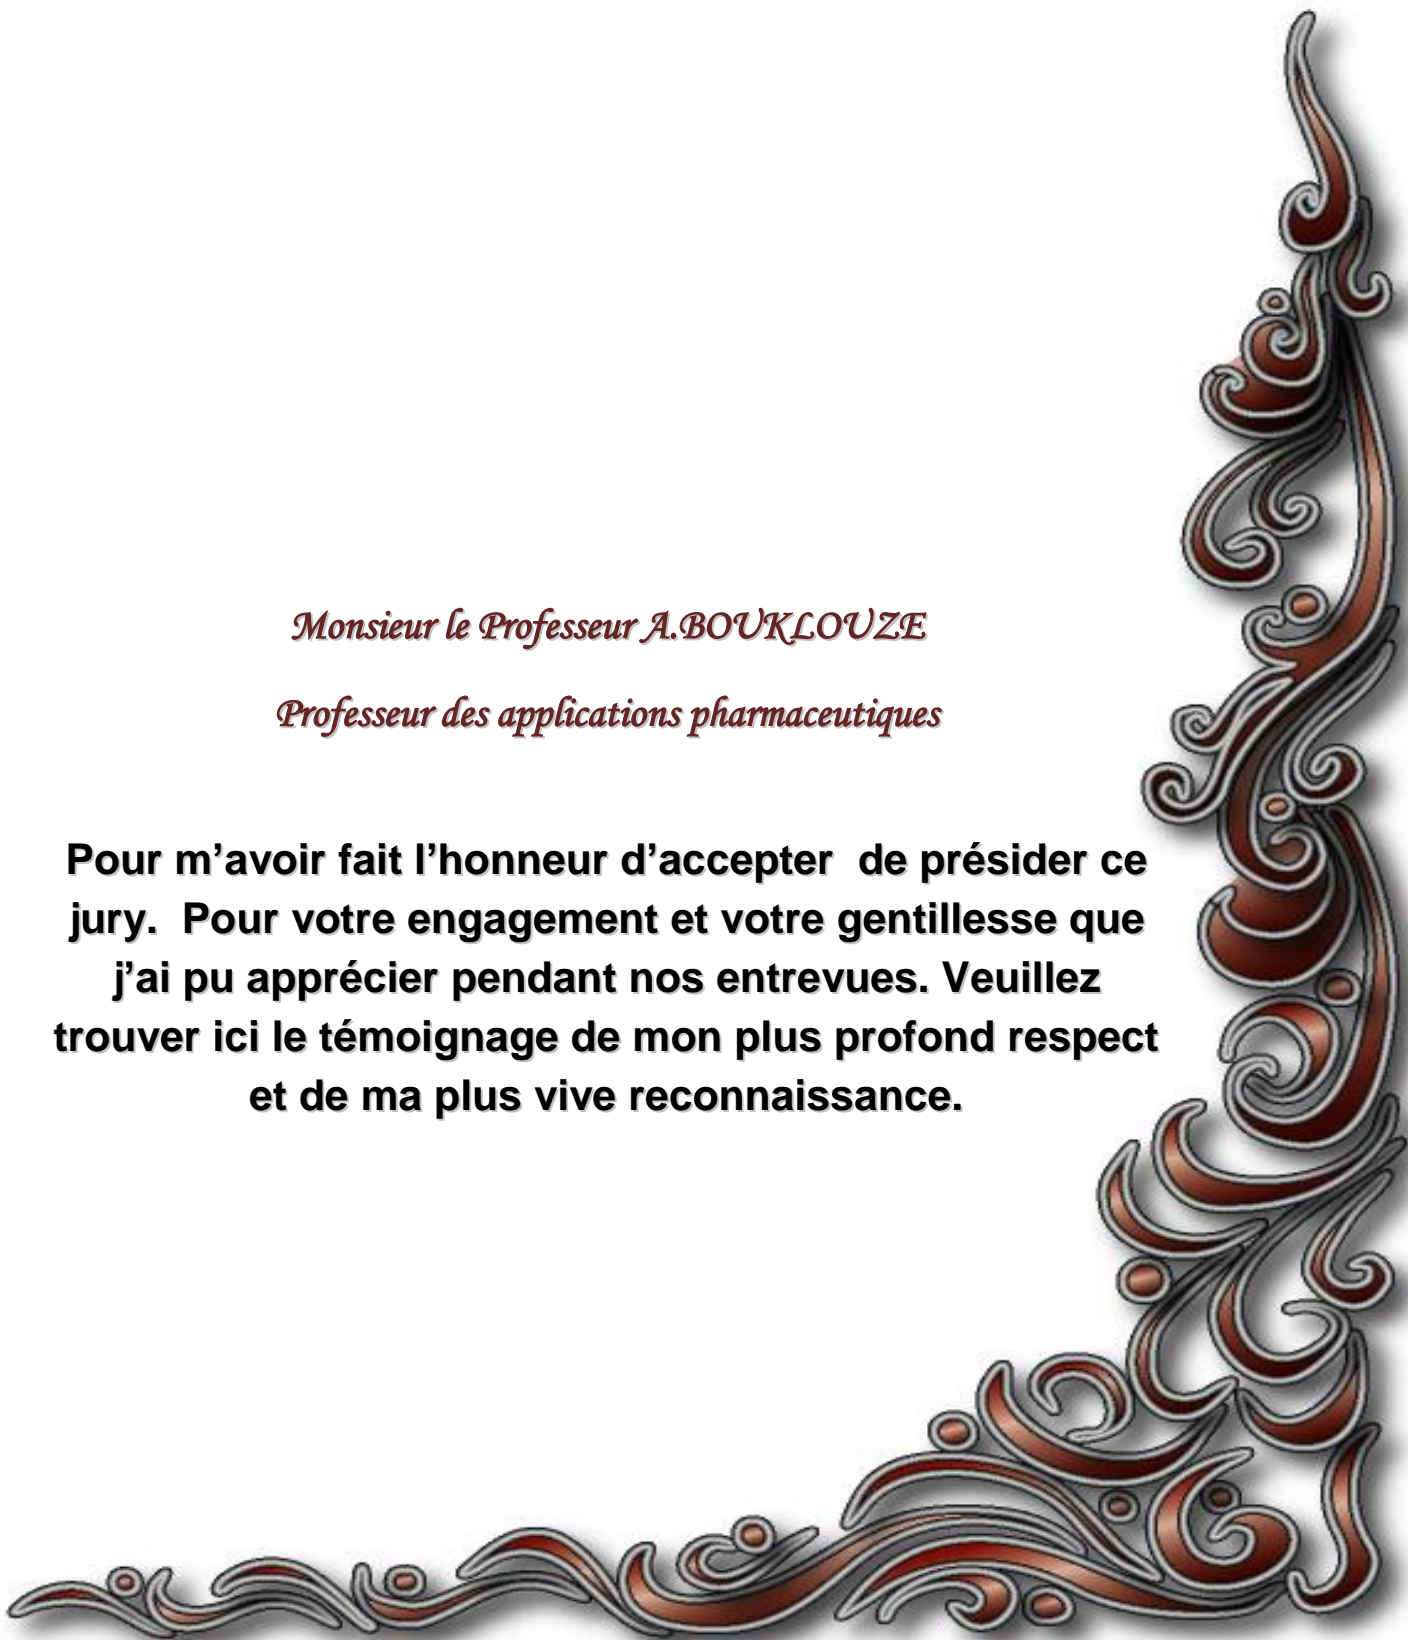 Monsieur le Professeur A.BOUKLOUZE
Professeur des applications pharmaceutiques
Pour m’avoir fait l’honneur d’accepter  de présider ce
jury.  Pour votre engagement et votre gentillesse que
j’ai pu apprécier pendant nos entrevues. Veuillez
trouver ici le témoignage de mon plus profond respect
et de ma plus vive reconnaissance.